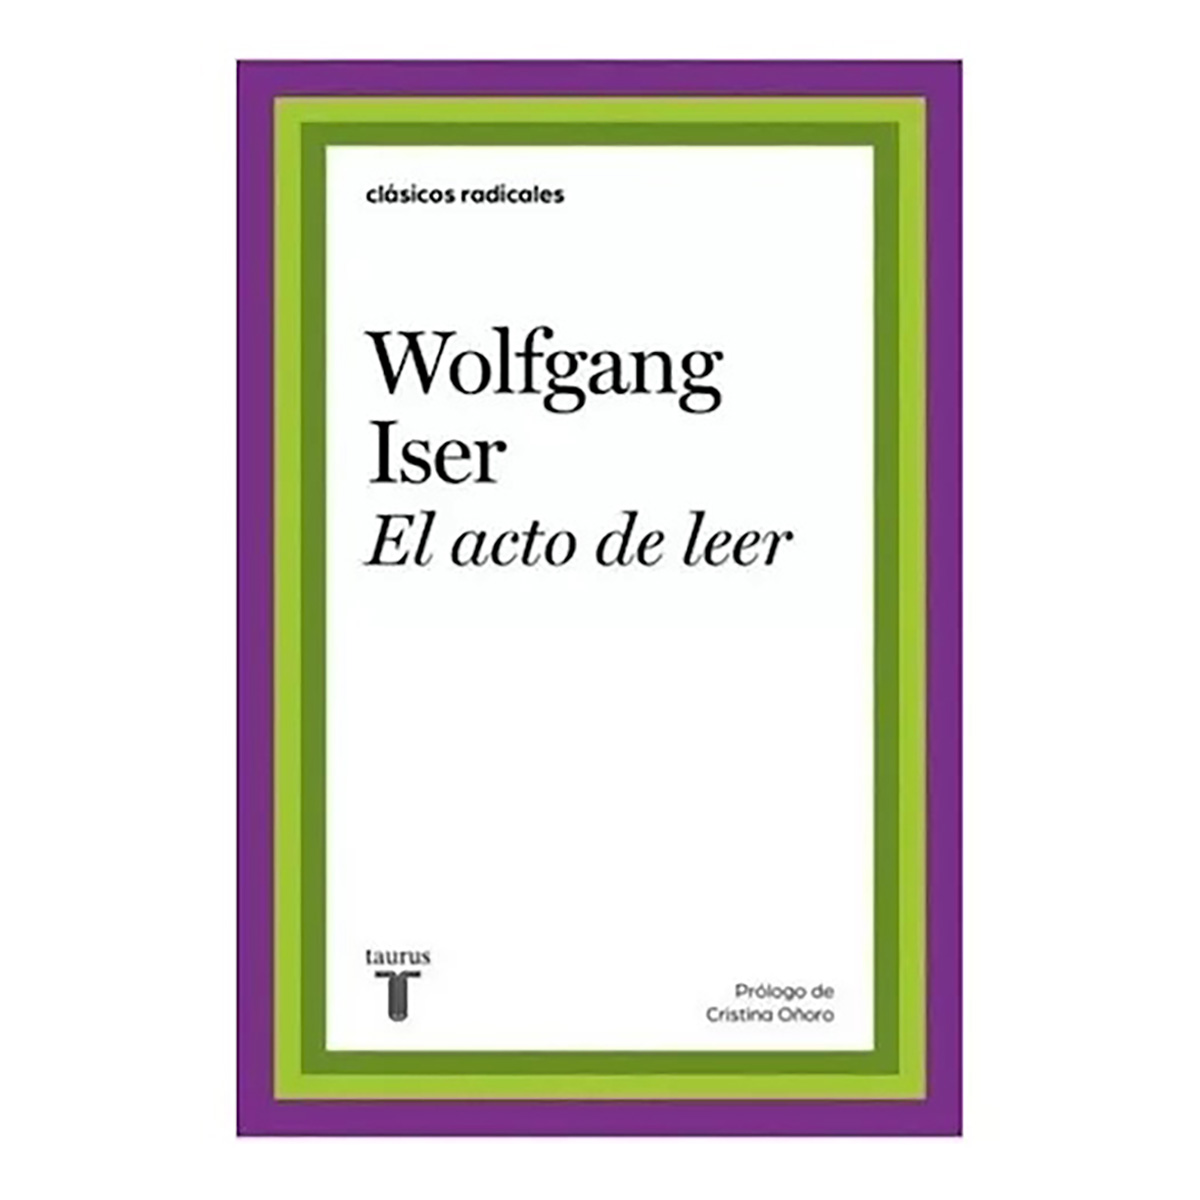 clásicos radicales
Wolfgang
Iser
El acto de leer
taurus
Prólogo de
Cristina Oñoro